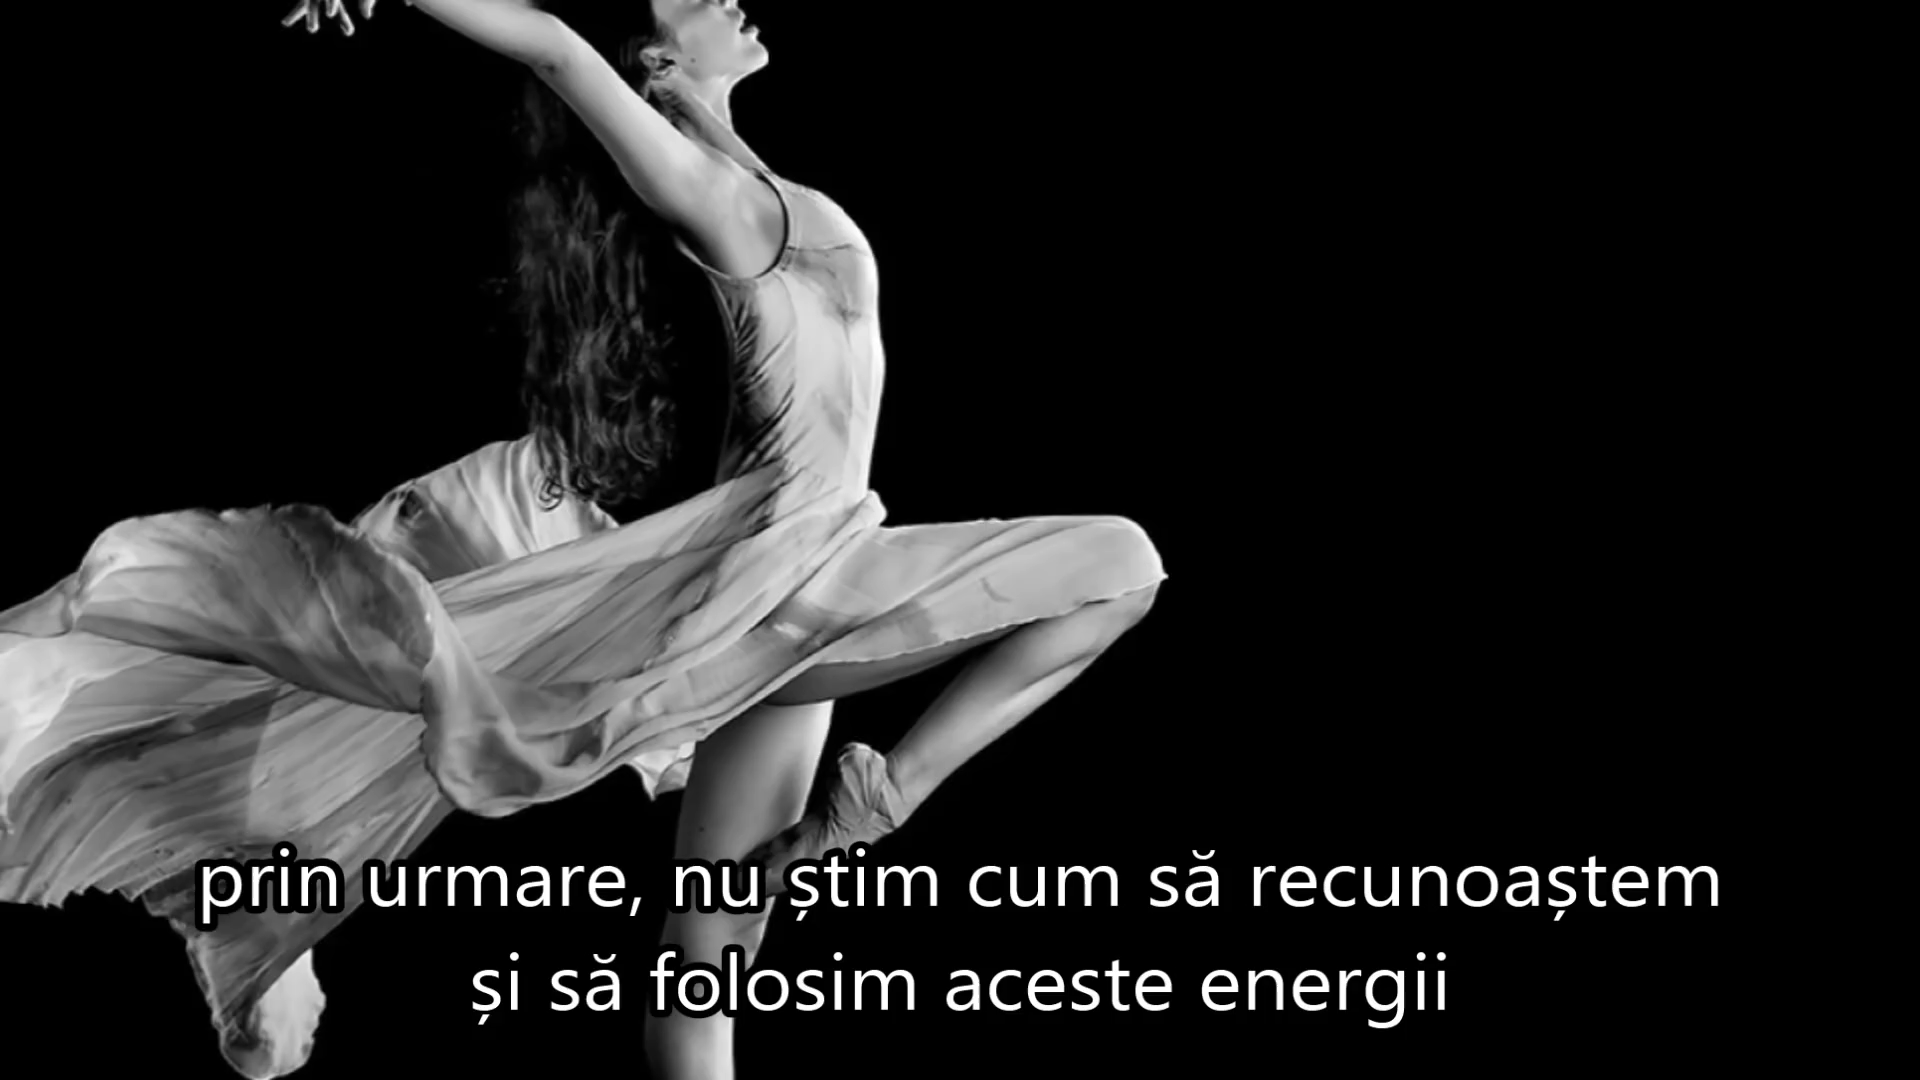 prin urmare, nu știm cum să recunoaștem
și să folosim aceste energii